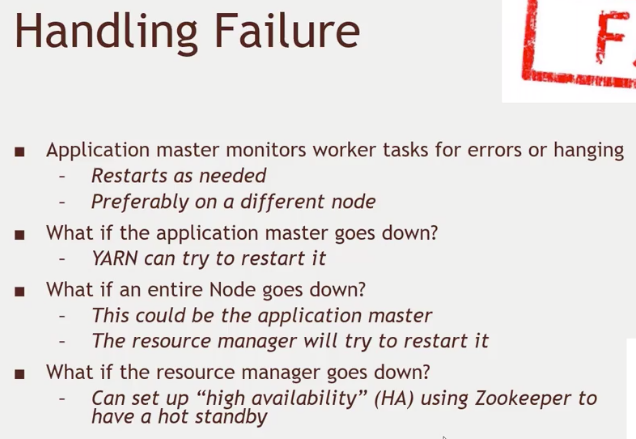 Handling Failure
F
■ Application master monitors worker tasks for errors or hanging
– Restarts as needed
– Preferably on a different node
■ What if the application master goes down?
– YARN can try to restart it
■ What if an entire Node goes down?
– This could be the application master
– The resource manager will try to restart it
■ What if the resource manager goes down?
– Can set up “high availability” (HA) using Zookeeper to
have a hot standby